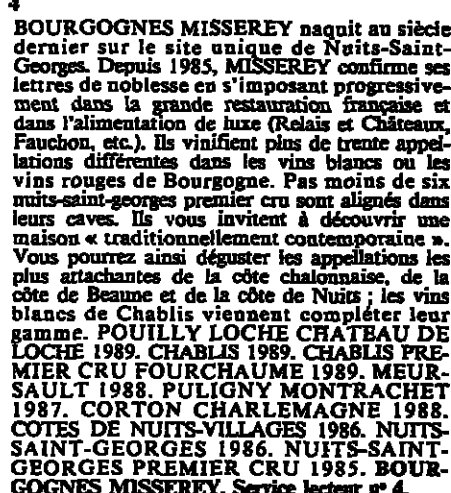 4
BOURGOGNES MISSEREY naquit au siècle
dernier sur le site unique de Nuits-Saint-
Georges. Depuis 1985, MISSEREY confirme ses
lettres de noblesse en s'imposant progressive-
ment dans la grande restauration française et
dans l'alimentation de luxe (Relais et Châteaux,
Fauchon, etc.). Ils vinifient plus de trente appel-
lations différentes dans les vins blancs ou les
vins rouges de Bourgogne. Pas moins de six
nuits-saint-georges premier cru sont alignés dans
leurs caves. Ils vous invitent à découvrir une
maison « traditionnellement contemporaine ».
Vous pourrez ainsi déguster les appellations les
plus attachantes de la côte chalonnaise, de la
côte de Beaune et de la côte de Nuits ; les vins
blancs de Chablis viennent compléter leur
gamme. POUILLY LOCHE CHATEAU DE
LOCHE 1989. CHABLIS 1989. CHABLIS PRE-
MIER CRU FOURCHAUME 1989. MEUR-
SAULT 1988. PULIGNY MONTRACHET
1987. CORTON CHARLEMAGNE 1988.
COTES DE NUITS-VILLAGES 1986. NUITS-
SAINT-GEORGES 1986. NUITS-SAINT-
GEORGES PREMIER CRU 1985. BOUR-
GOGNES MISSEREY. Service lecteur nº 4.